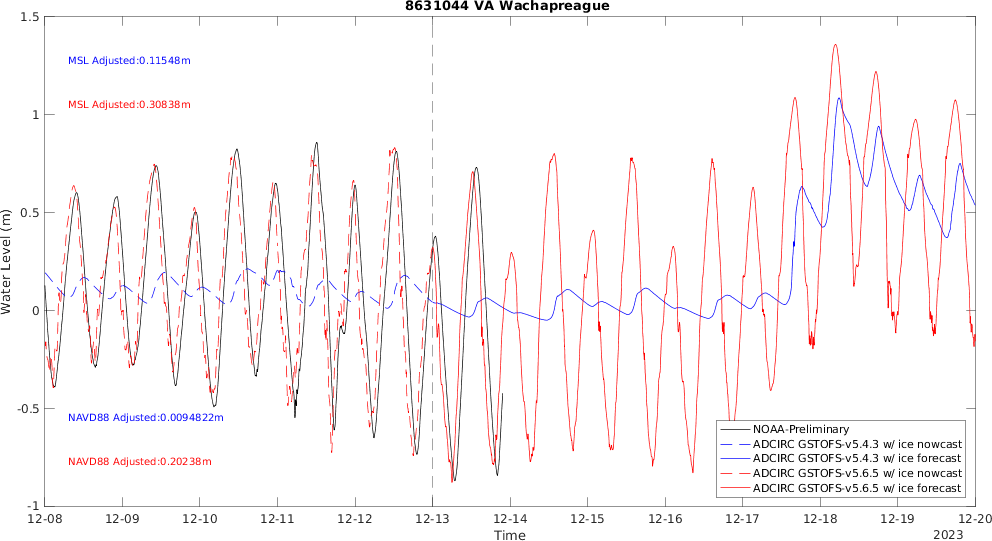 8631044 VA Wachapreague
Water Level (m)
1.5
1
0.5
0
-0.5
-1
MSL Adjusted:0.11548m
MSL Adjusted:0.30838m
NAVD88 Adjusted:0.0094822m
NAVD88 Adjusted:0.20238m
NOAA-Preliminary
ADCIRC GSTOFS-v5.4.3 w/ ice nowcast
ADCIRC GSTOFS-v5.4.3 w/ ice forecast
ADCIRC GSTOFS-v5.6.5 w/ ice nowcast
ADCIRC GSTOFS-v5.6.5 w/ ice forecast
12-08 12-09 12-10 12-11 12-12 12-13 12-14 12-15 12-16 12-17 12-18 12-19 12-20
Time
2023